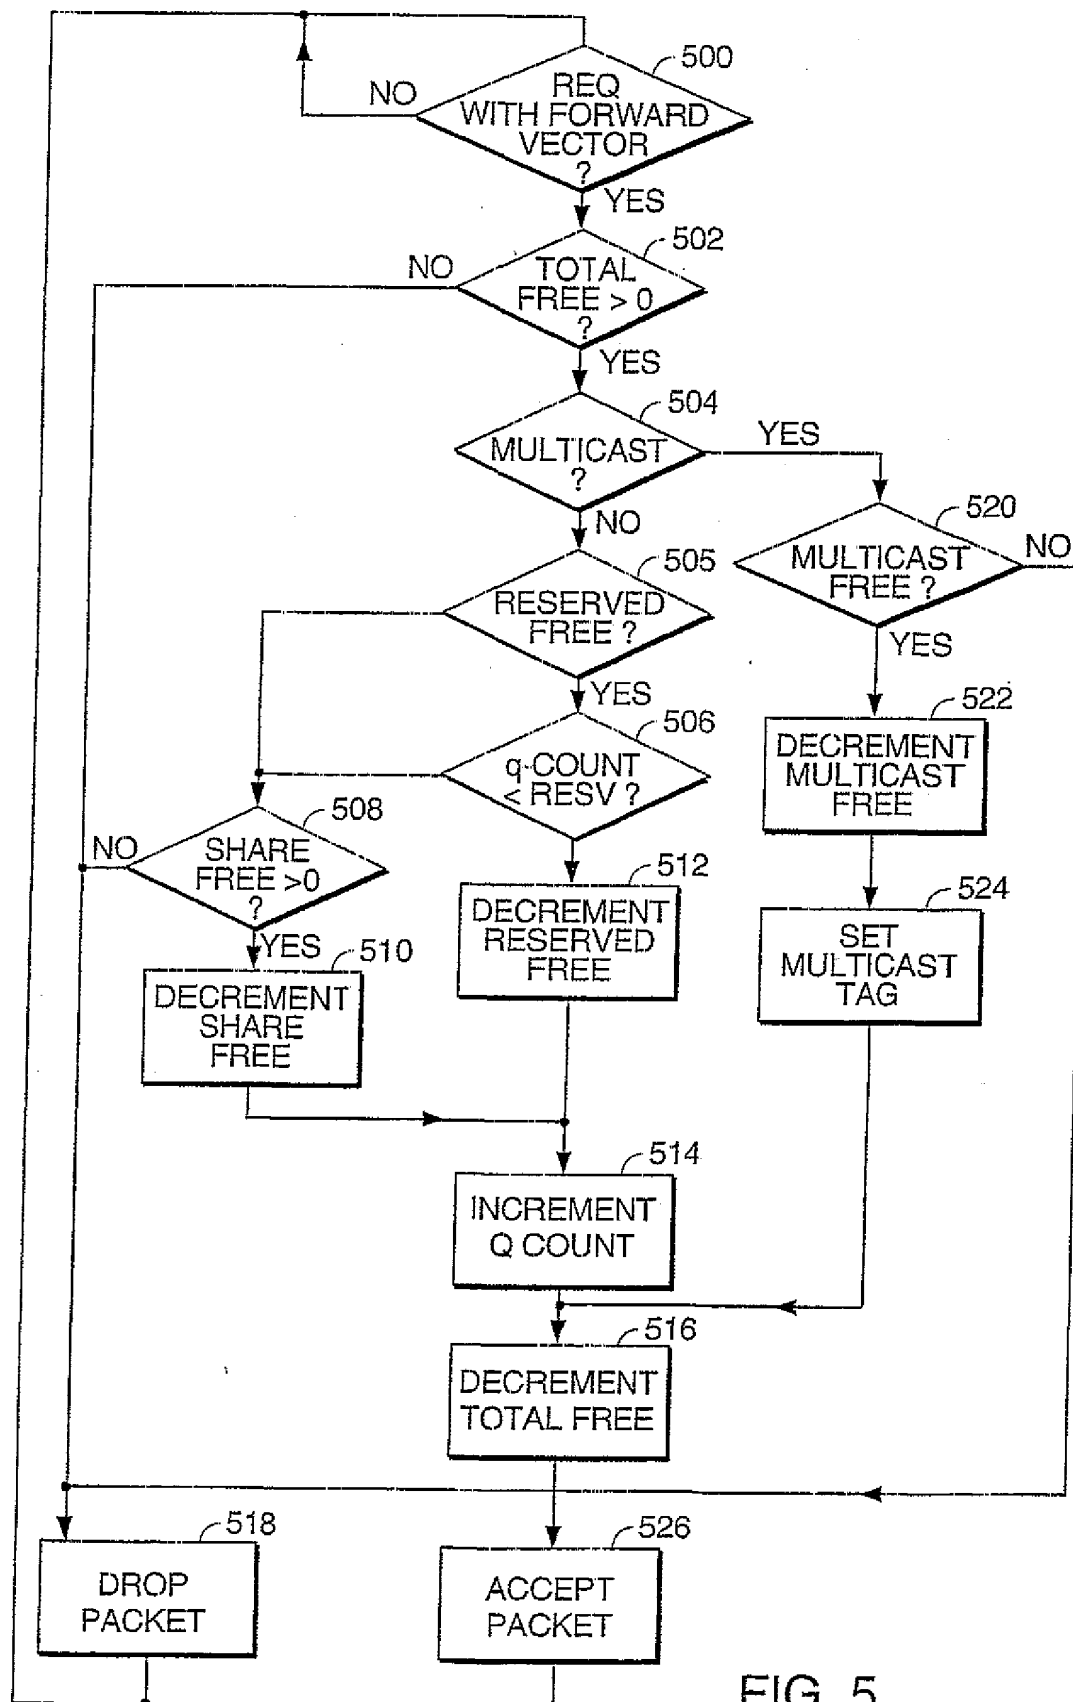 500
REQ
WITH FORWARD
VECTOR
?
NO
YES
502
TOTAL
FREE > 0
?
NO
YES
504
MULTICAST
?
YES
NO
505
RESERVED
FREE ?
YES
520
MULTICAST
FREE ?
NO
YES
506
q-COUNT
< RESV ?
522
DECREMENT
MULTICAST
FREE
508
SHARE
FREE >0
?
NO
YES
512
DECREMENT
RESERVED
FREE
524
SET
MULTICAST
TAG
510
DECREMENT
SHARE
FREE
514
INCREMENT
Q COUNT
516
DECREMENT
TOTAL FREE
518
DROP
PACKET
526
ACCEPT
PACKET
FIG. 5